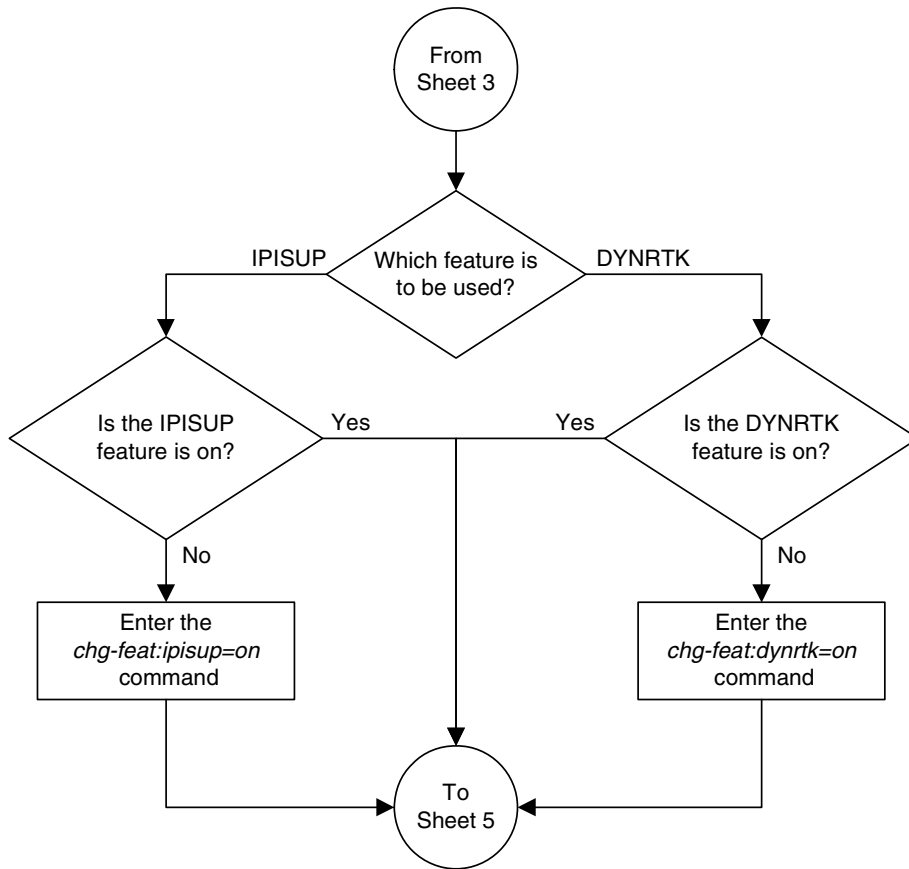 From
Sheet 3
Which feature is
to be used?
IPISUP
DYNRTK
Is the IPISUP
feature is on?
Yes
Yes
Is the DYNRTK
feature is on?
No
No
Enter the
chg-feat:ipisup=on
command
Enter the
chg-feat:dynrtk=on
command
To
Sheet 5